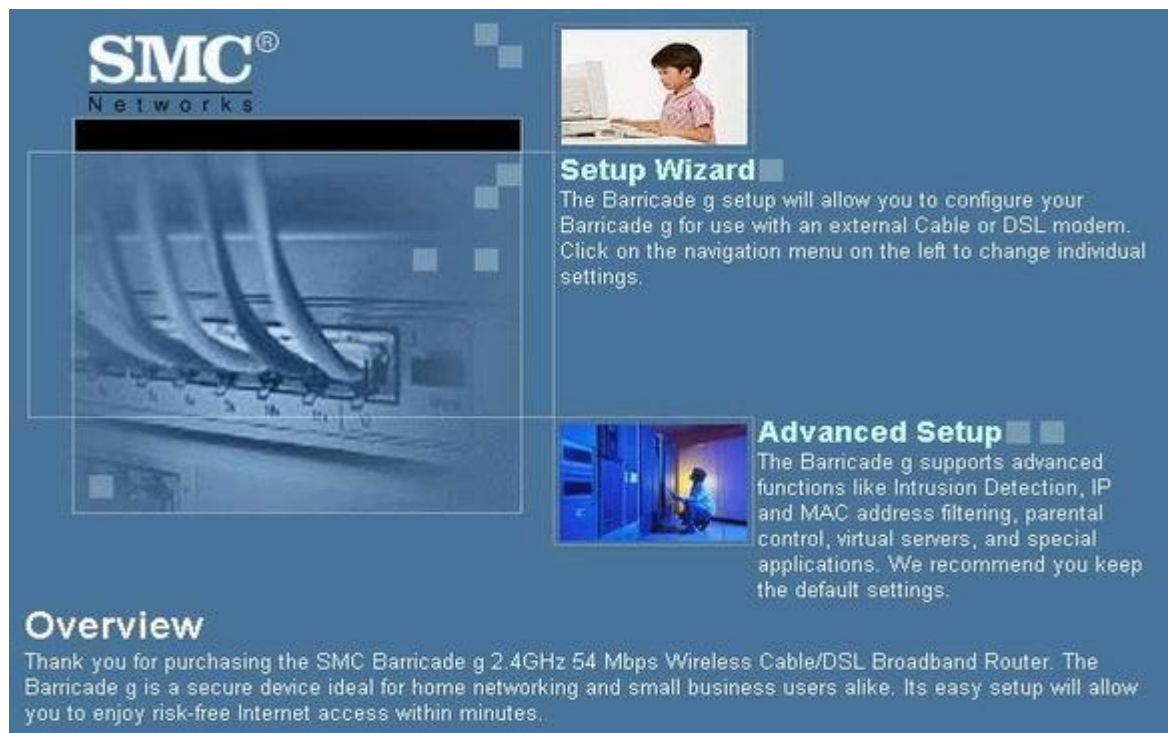 SMC®
Networks
Setup Wizard
The Barricade g setup will allow you to configure your
Barricade g for use with an external Cable or DSL modem.
Click on the navigation menu on the left to change individual
settings.
Advanced Setup
The Barricade g supports advanced
functions like Intrusion Detection, IP
and MAC address filtering, parental
control, virtual servers, and special
applications. We recommend you keep
the default settings.
Overview
Thank you for purchasing the SMC Barricade g 2.4GHz 54 Mbps Wireless Cable/DSL Broadband Router. The
Barricade g is a secure device ideal for home networking and small business users alike. Its easy setup will allow
you to enjoy risk-free Internet access within minutes.